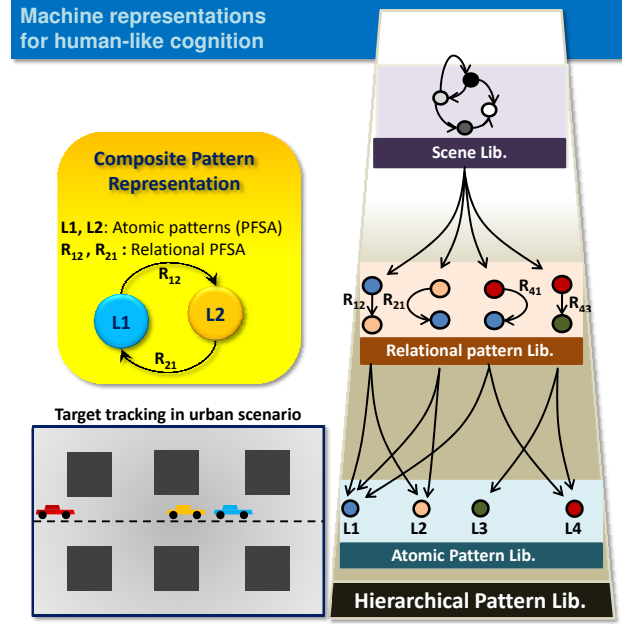 Machine representations
for human-like cognition
Scene Lib.
Composite Pattern
Representation
L1, L2: Atomic patterns (PFSA)
R12 , R21 : Relational PFSA
R12
L1
L2
R21
R12
R21
R41
R43
Relational pattern Lib.
Target tracking in urban scenario
L1
L2
L3
L4
Atomic Pattern Lib.
Hierarchical Pattern Lib.